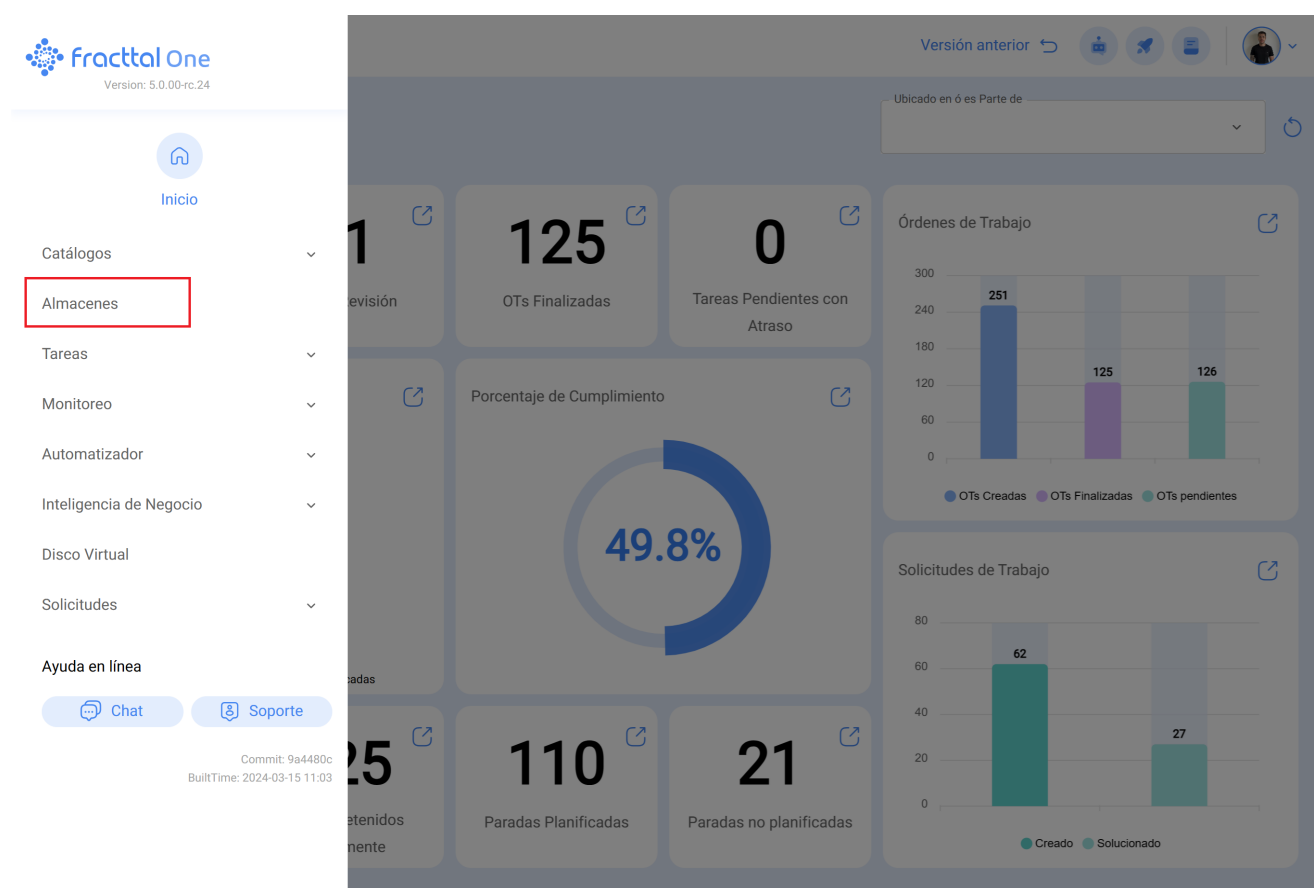 fracttal One
Version: 5.0.00-rc.24
Inicio
Catálogos
Almacenes
Tareas
Monitoreo
Automatizador
Inteligencia de Negocio
Disco Virtual
Solicitudes
Ayuda en línea
Chat
Soporte
Commit: 9a4480c
BuiltTime: 2024-03-15 11:03
Versión anterior
Ubicado en ó es Parte de
1
evisión
125
OTs Finalizadas
0
Tareas Pendientes con
Atraso
Órdenes de Trabajo
300
240
180
120
60
0
251
125
126
OTs Creadas
OTs Finalizadas
OTs pendientes
cadas
Porcentaje de Cumplimiento
49.8%
Solicitudes de Trabajo
80
60
40
20
0
62
27
Creado
Solucionado
25
etenidos
mente
110
Paradas Planificadas
21
Paradas no planificadas